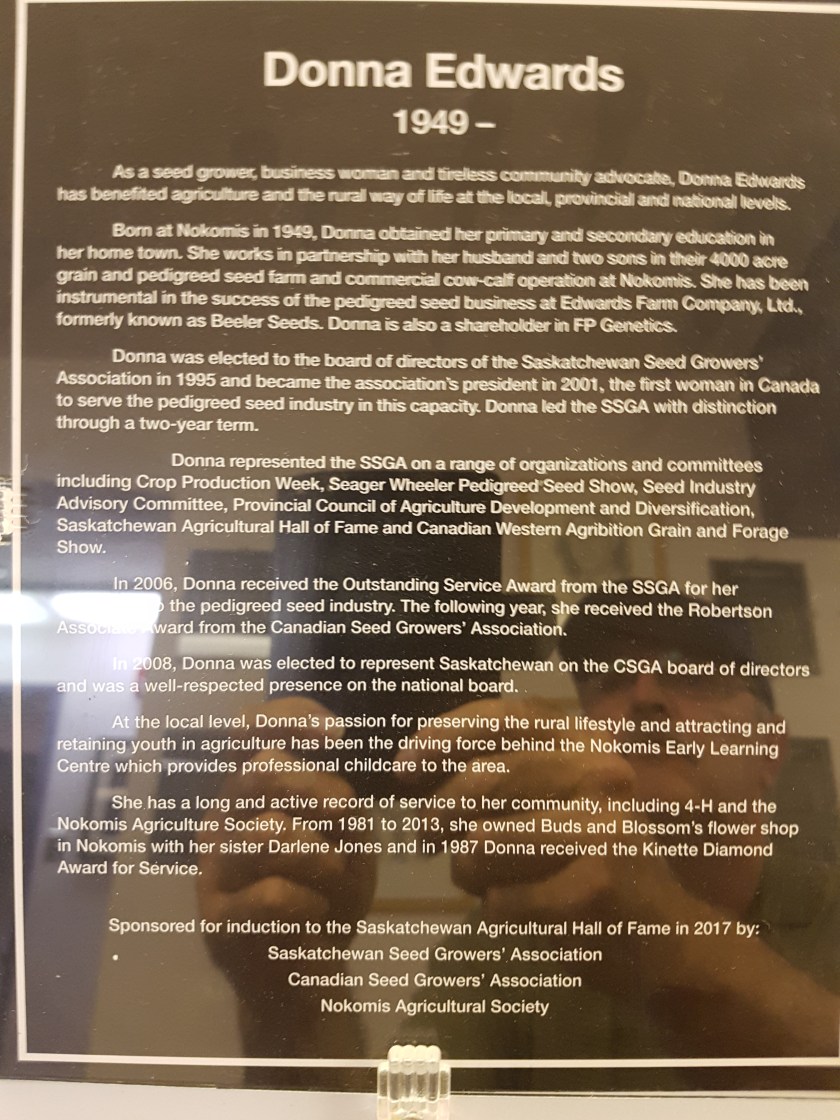 Donna Edwards
1949 –
As a seed grower, business woman and tireless community advocate, Donna Edwards
has benefited agriculture and the rural way of life at the local, provincial and national levels.
Born at Nokomis in 1949, Donna obtained her primary and secondary education in
her home town. She works in partnership with her husband and two sons in their 4000 acre
grain and pedigreed seed farm and commercial cow-calf operation at Nokomis. She has been
instrumental in the success of the pedigreed seed business at Edwards Farm Company, Ltd.,
formerly known as Beeler Seeds. Donna is also a shareholder in FP Genetics.
Donna was elected to the board of directors of the Saskatchewan Seed Growers'
Association in 1995 and became the association's president in 2001, the first woman in Canada
to serve the pedigreed seed industry in this capacity. Donna led the SSGA with distinction
through a two-year term.
Donna represented the SSGA on a range of organizations and committees
including Crop Production Week, Seager Wheeler Pedigreed Seed Show, Seed Industry
Advisory Committee, Provincial Council of Agriculture Development and Diversification,
Saskatchewan Agricultural Hall of Fame and Canadian Western Agribition Grain and Forage
Show.
In 2006, Donna received the Outstanding Service Award from the SSGA for her
the pedigreed seed industry. The following year, she received the Robertson
Associate Award from the Canadian Seed Growers' Association.
In 2008, Donna was elected to represent Saskatchewan on the CSGA board of directors
and was a well-respected presence on the national board.
At the local level, Donna's passion for preserving the rural lifestyle and attracting and
retaining youth in agriculture has been the driving force behind the Nokomis Early Learning
Centre which provides professional childcare to the area.
She has a long and active record of service to her community, including 4-H and the
Nokomis Agriculture Society. From 1981 to 2013, she owned Buds and Blossom's flower shop
in Nokomis with her sister Darlene Jones and in 1987 Donna received the Kinette Diamond
Award for Service.
Sponsored for induction to the Saskatchewan Agricultural Hall of Fame in 2017 by:
Saskatchewan Seed Growers' Association
Canadian Seed Growers' Association
Nokomis Agricultural Society